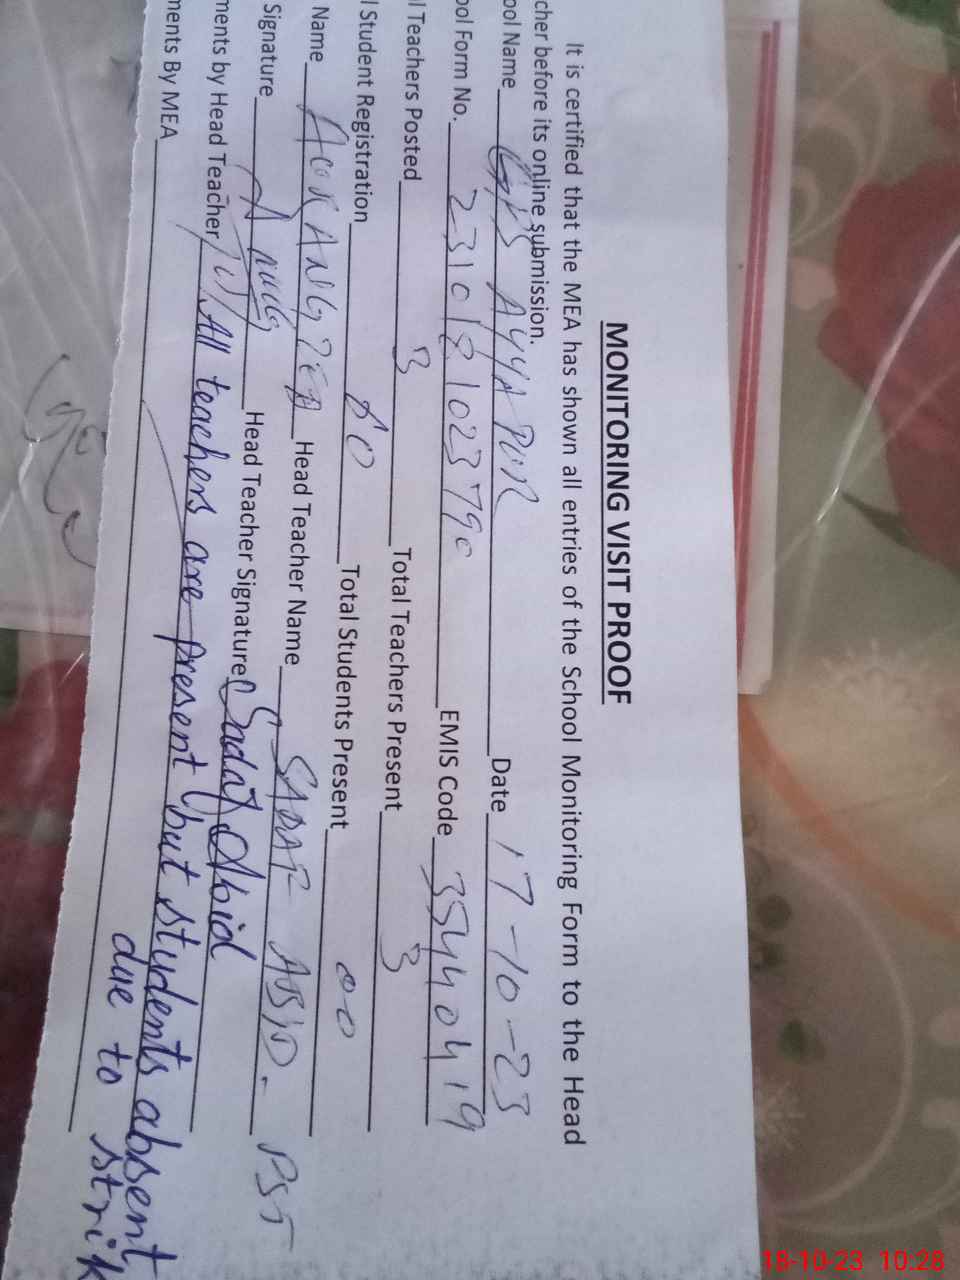 MONITORING VISIT PROOF
It is certified that the MEA has shown all entries of the School Monitoring Form to the Head
cher before its online submission.
ool Name GPS AYYA PUR Date 17-10-23
ool Form No. 2310181023790 EMIS Code 35440419
l Teachers Posted 3 Total Teachers Present 3
l Student Registration Total Students Present 00
Name Head Teacher Name SADAF ABID. PST
Signature Head Teacher Signature Sadaf Abid
ments by Head Teacher All teachers are present but students absent
due to strik
ments By MEA
18-10-23 10:28